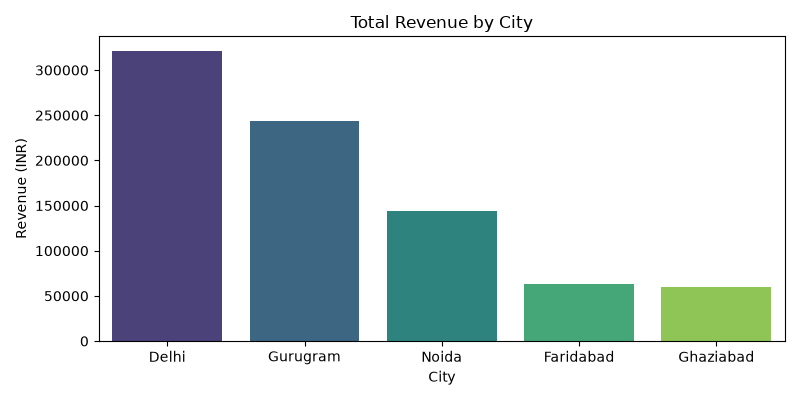 Total Revenue by City
Revenue (INR)
300000
250000
200000
150000
100000
50000
0
Delhi Gurugram Noida Faridabad Ghaziabad
City